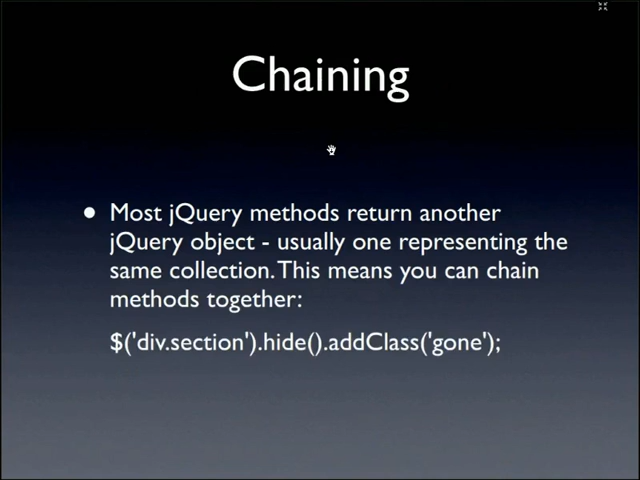 Chaining
• Most jQuery methods return another
jQuery object - usually one representing the
same collection. This means you can chain
methods together:
$('div.section').hide().addClass('gone');